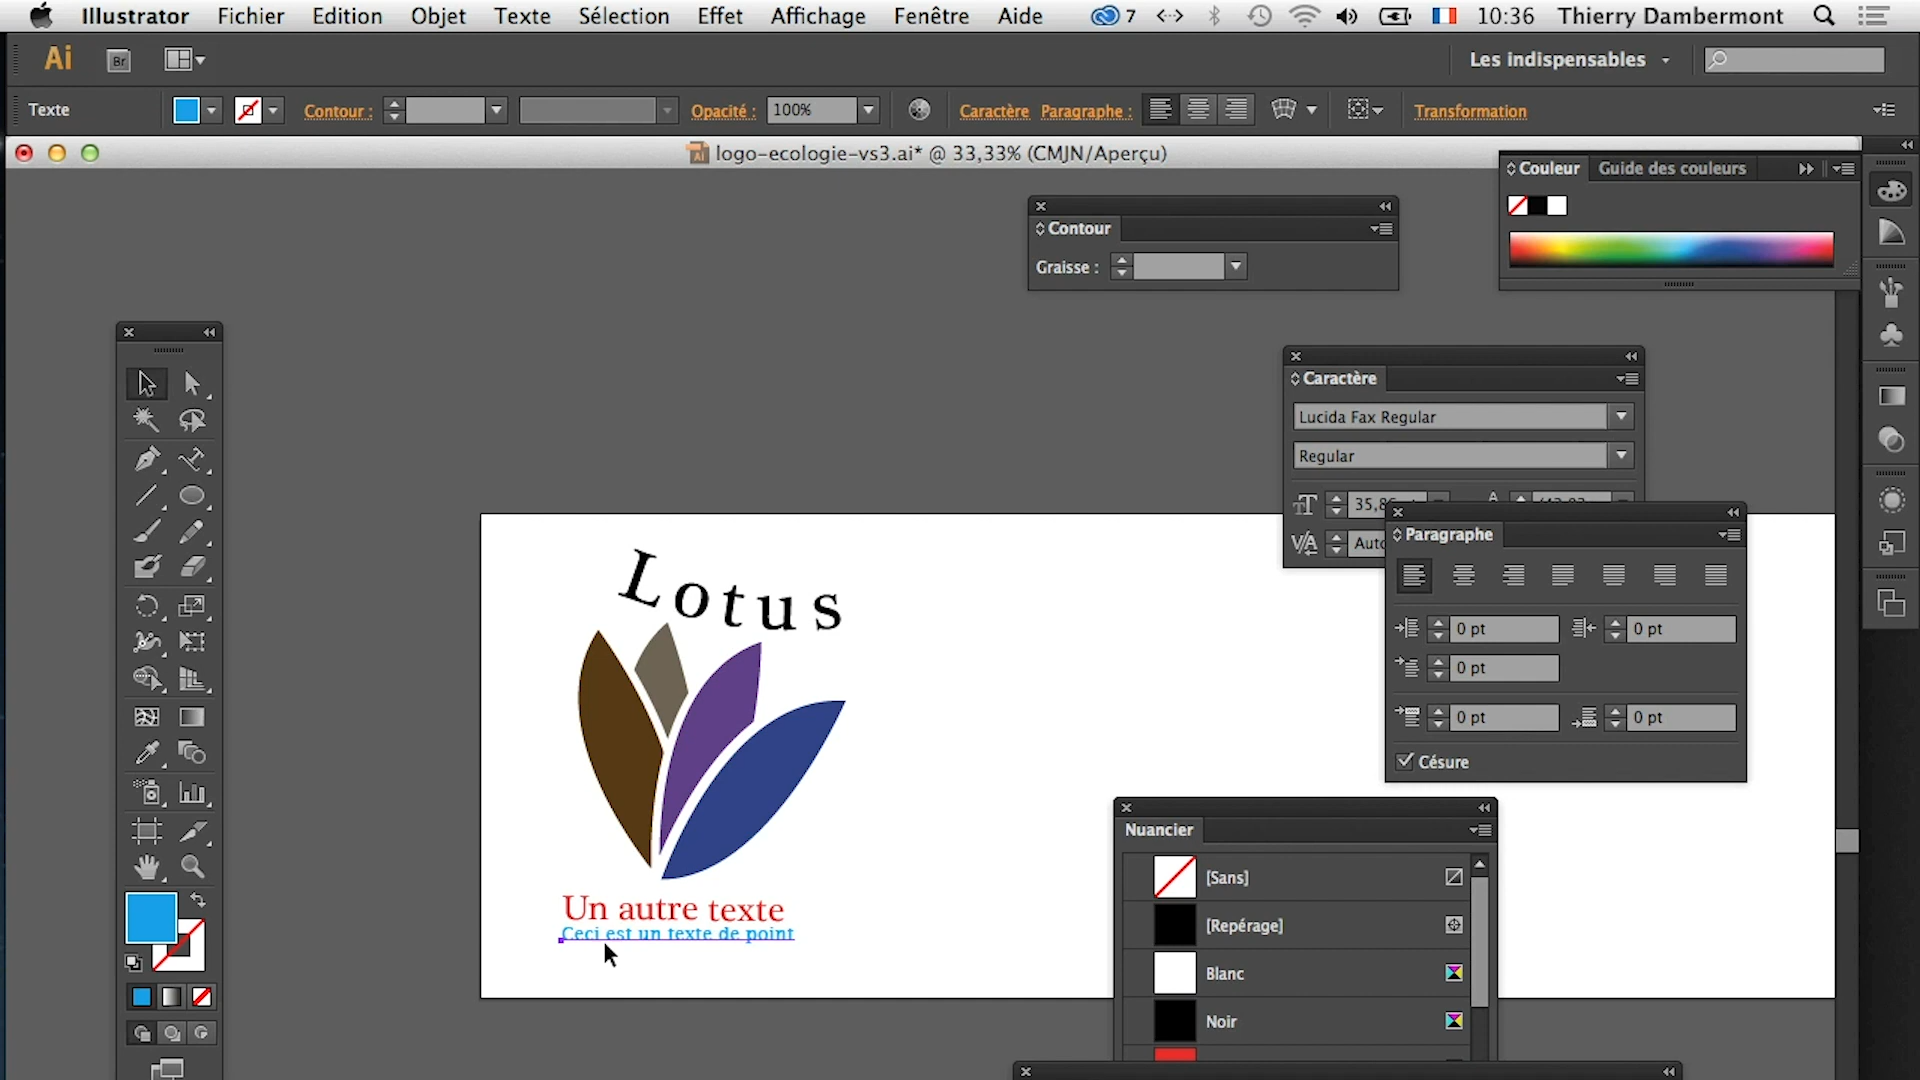 Illustrator Fichier Edition Objet Texte Sélection Effet Affichage Fenêtre Aide 7 10:36 Thierry Dambermont
Ai Br Les indispensables
Texte Contour : Opacité : 100% Caractère Paragraphe : Transformation
logo-ecologie-vs3.ai* @ 33,33% (CMJN/Aperçu)
Couleur Guide des couleurs
Contour
Graisse :
Caractère
Lucida Fax Regular
Regular
Auto
Paragraphe
0 pt 0 pt
0 pt
0 pt 0 pt
Césure
Lotus
Un autre texte
Ceci est un texte de point
Nuancier
[Sans]
[Repérage]
Blanc
Noir